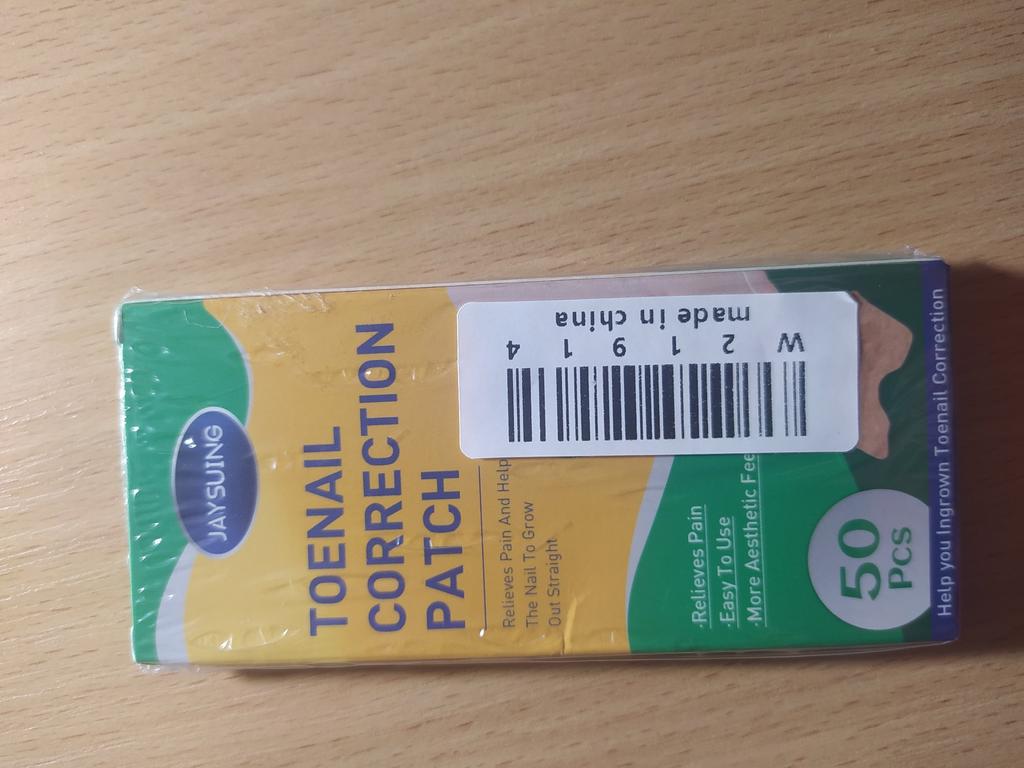 JAYSUING
TOENAIL
CORRECTION
PATCH
Relieves Pain And Help
The Nail To Grow
Out Straight
W 2 1 9 1 4
made in china
·Relieves Pain
·Easy To Use
·More Aesthetic Fee
50
Pcs
Help you Ingrown Toenail Correction